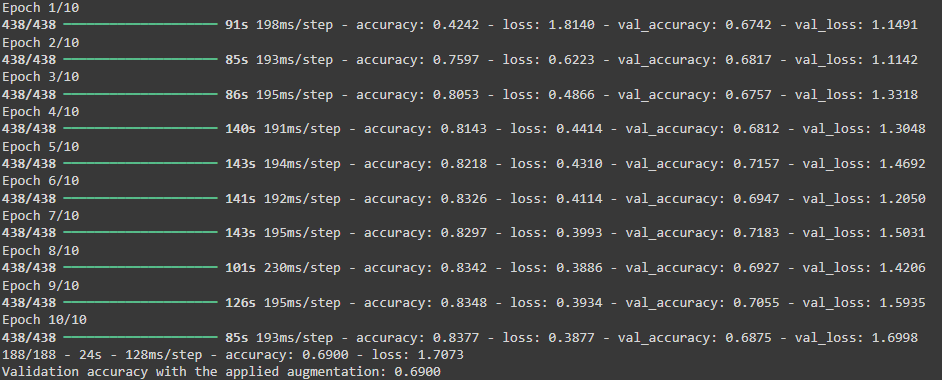 Epoch 1/10
438/438 ━━━━━━━━━━━━━━━━━━━━ 91s 198ms/step - accuracy: 0.4242 - loss: 1.8140 - val_accuracy: 0.6742 - val_loss: 1.1491
Epoch 2/10
438/438 ━━━━━━━━━━━━━━━━━━━━ 85s 193ms/step - accuracy: 0.7597 - loss: 0.6223 - val_accuracy: 0.6817 - val_loss: 1.1142
Epoch 3/10
438/438 ━━━━━━━━━━━━━━━━━━━━ 86s 195ms/step - accuracy: 0.8053 - loss: 0.4866 - val_accuracy: 0.6757 - val_loss: 1.3318
Epoch 4/10
438/438 ━━━━━━━━━━━━━━━━━━━━ 140s 191ms/step - accuracy: 0.8143 - loss: 0.4414 - val_accuracy: 0.6812 - val_loss: 1.3048
Epoch 5/10
438/438 ━━━━━━━━━━━━━━━━━━━━ 143s 194ms/step - accuracy: 0.8218 - loss: 0.4310 - val_accuracy: 0.7157 - val_loss: 1.4692
Epoch 6/10
438/438 ━━━━━━━━━━━━━━━━━━━━ 141s 192ms/step - accuracy: 0.8326 - loss: 0.4114 - val_accuracy: 0.6947 - val_loss: 1.2050
Epoch 7/10
438/438 ━━━━━━━━━━━━━━━━━━━━ 143s 195ms/step - accuracy: 0.8297 - loss: 0.3993 - val_accuracy: 0.7183 - val_loss: 1.5031
Epoch 8/10
438/438 ━━━━━━━━━━━━━━━━━━━━ 101s 230ms/step - accuracy: 0.8342 - loss: 0.3886 - val_accuracy: 0.6927 - val_loss: 1.4206
Epoch 9/10
438/438 ━━━━━━━━━━━━━━━━━━━━ 126s 195ms/step - accuracy: 0.8348 - loss: 0.3934 - val_accuracy: 0.7055 - val_loss: 1.5935
Epoch 10/10
438/438 ━━━━━━━━━━━━━━━━━━━━ 85s 193ms/step - accuracy: 0.8377 - loss: 0.3877 - val_accuracy: 0.6875 - val_loss: 1.6998
188/188 - 24s - 128ms/step - accuracy: 0.6900 - loss: 1.7073
Validation accuracy with the applied augmentation: 0.6900